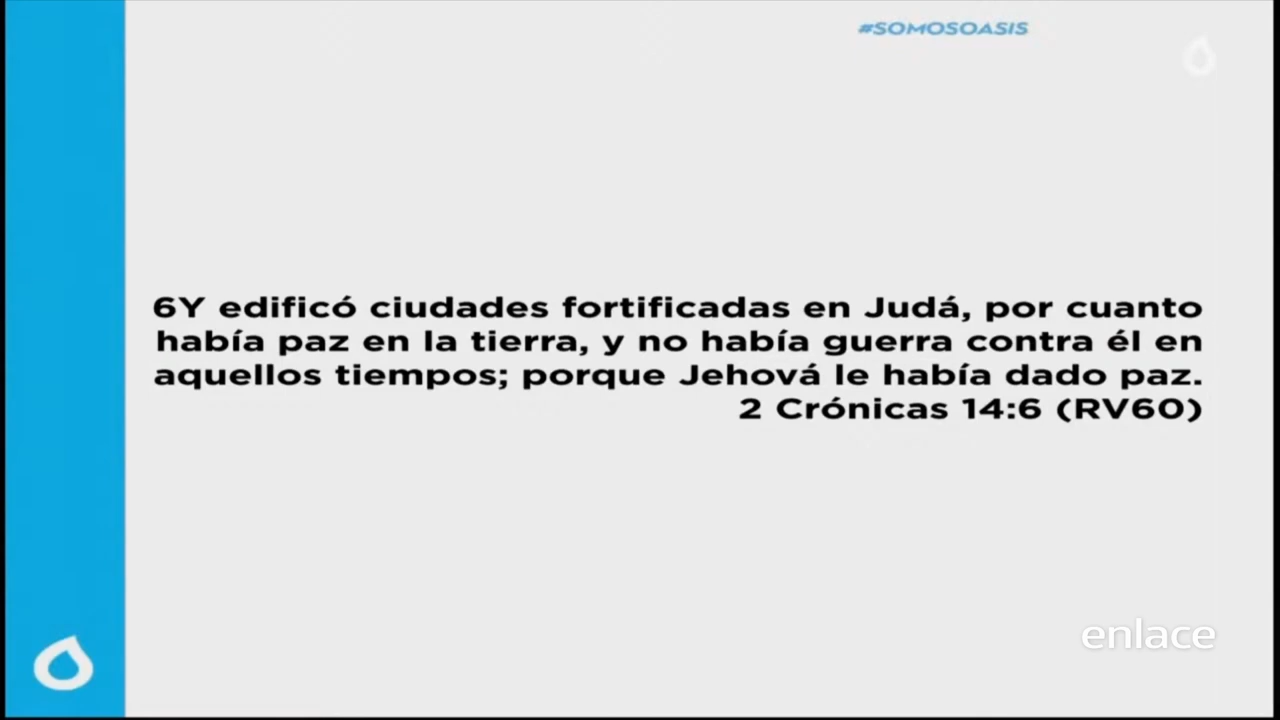 #SOMOSOASIS
6Y edificó ciudades fortificadas en Judá, por cuanto
había paz en la tierra, y no había guerra contra él en
aquellos tiempos; porque Jehová le había dado paz.
2 Crónicas 14:6 (RV60)
enlace